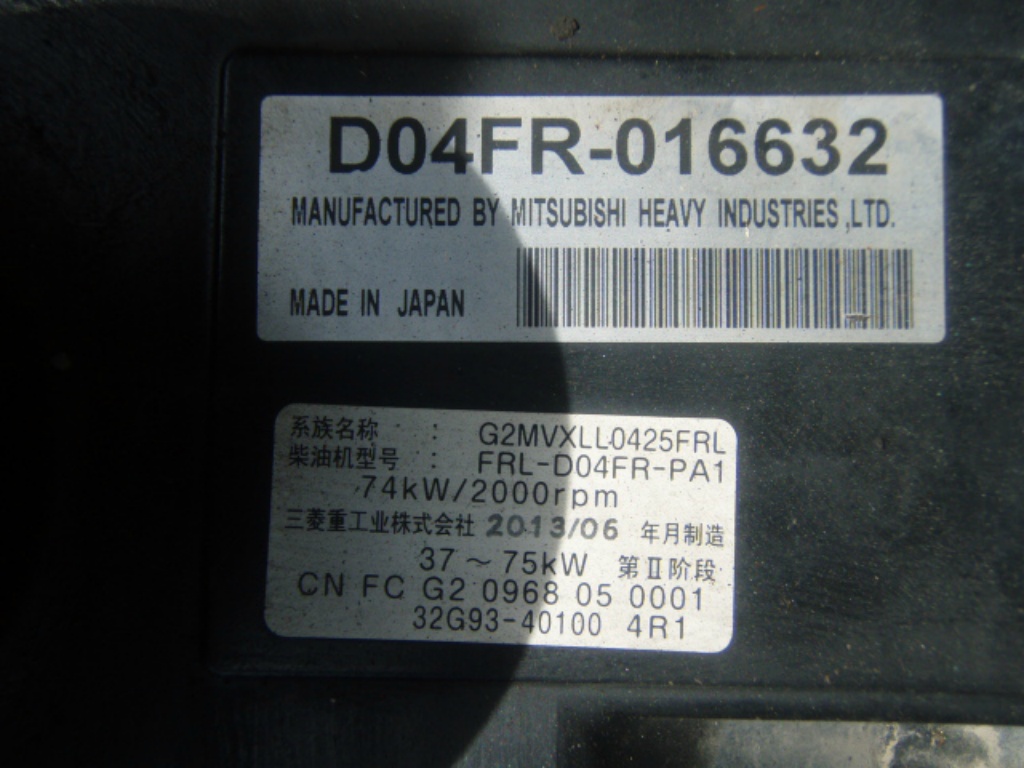 D04FR-016632
MANUFACTURED BY MITSUBISHI HEAVY INDUSTRIES,LTD.
MADE IN JAPAN
系族名称 : G2MVXLL0425FRL
柴油机型号 : FRL-D04FR-PA1
74kW/2000rpm
三菱重工业株式会社 2013/06 年月制造
37～75kW 第Ⅱ阶段
CN FC G2 0968 05 0001
32G93-40100 4R1